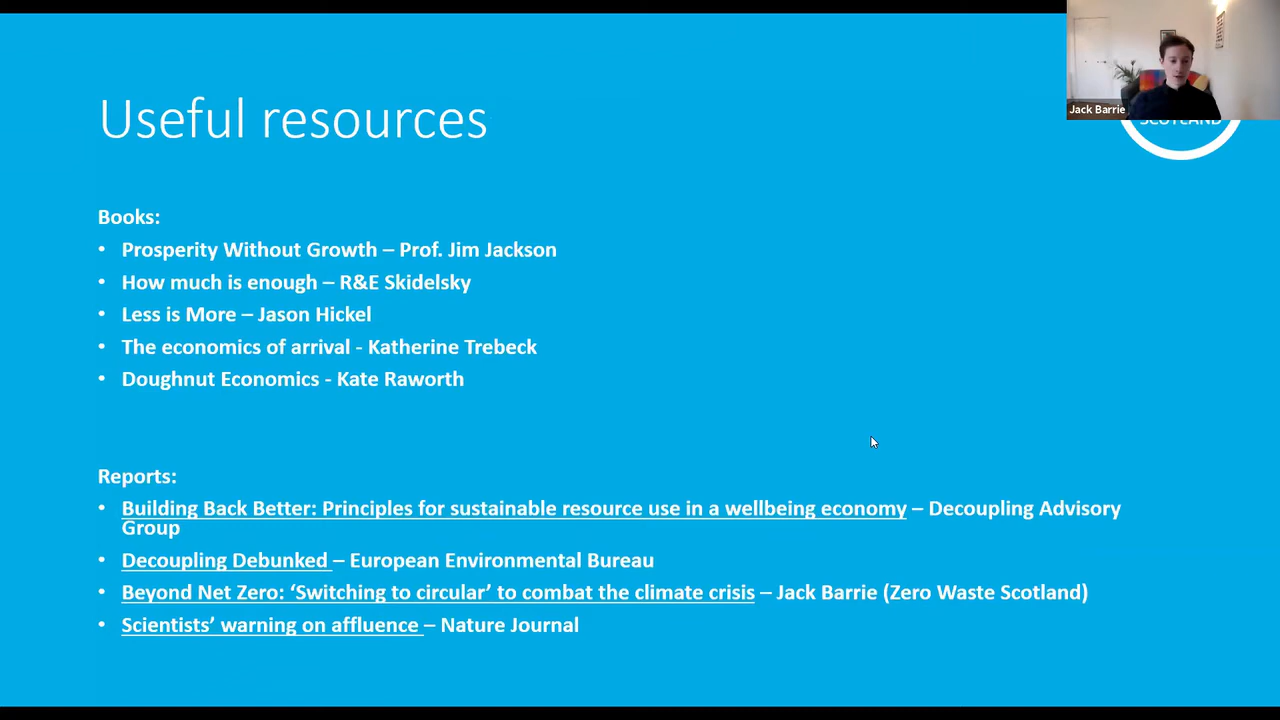 Jack Barrie
SCOTLAND
Useful resources
Books:
• Prosperity Without Growth – Prof. Jim Jackson
• How much is enough – R&E Skidelsky
• Less is More – Jason Hickel
• The economics of arrival - Katherine Trebeck
• Doughnut Economics - Kate Raworth
Reports:
• Building Back Better: Principles for sustainable resource use in a wellbeing economy – Decoupling Advisory
Group
• Decoupling Debunked – European Environmental Bureau
• Beyond Net Zero: ‘Switching to circular’ to combat the climate crisis – Jack Barrie (Zero Waste Scotland)
• Scientists’ warning on affluence – Nature Journal